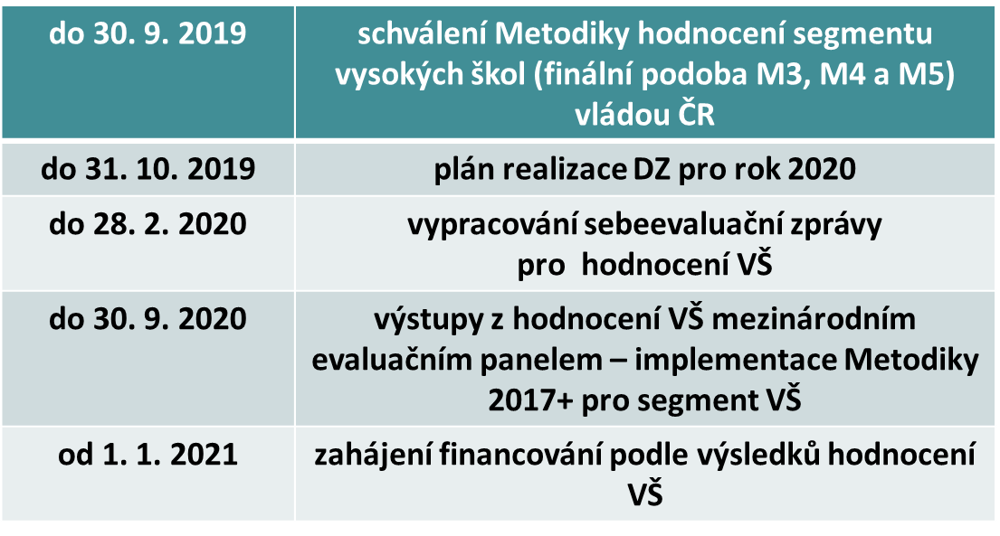 do 30. 9. 2019
schválení Metodiky hodnocení segmentu
vysokých škol (finální podoba M3, M4 a M5)
vládou ČR
do 31. 10. 2019
plán realizace DZ pro rok 2020
do 28. 2. 2020
vypracování sebeevaluační zprávy
pro  hodnocení VŠ
do 30. 9. 2020
výstupy z hodnocení VŠ mezinárodním
evaluačním panelem – implementace Metodiky
2017+ pro segment VŠ
od 1. 1. 2021
zahájení financování podle výsledků hodnocení
VŠ